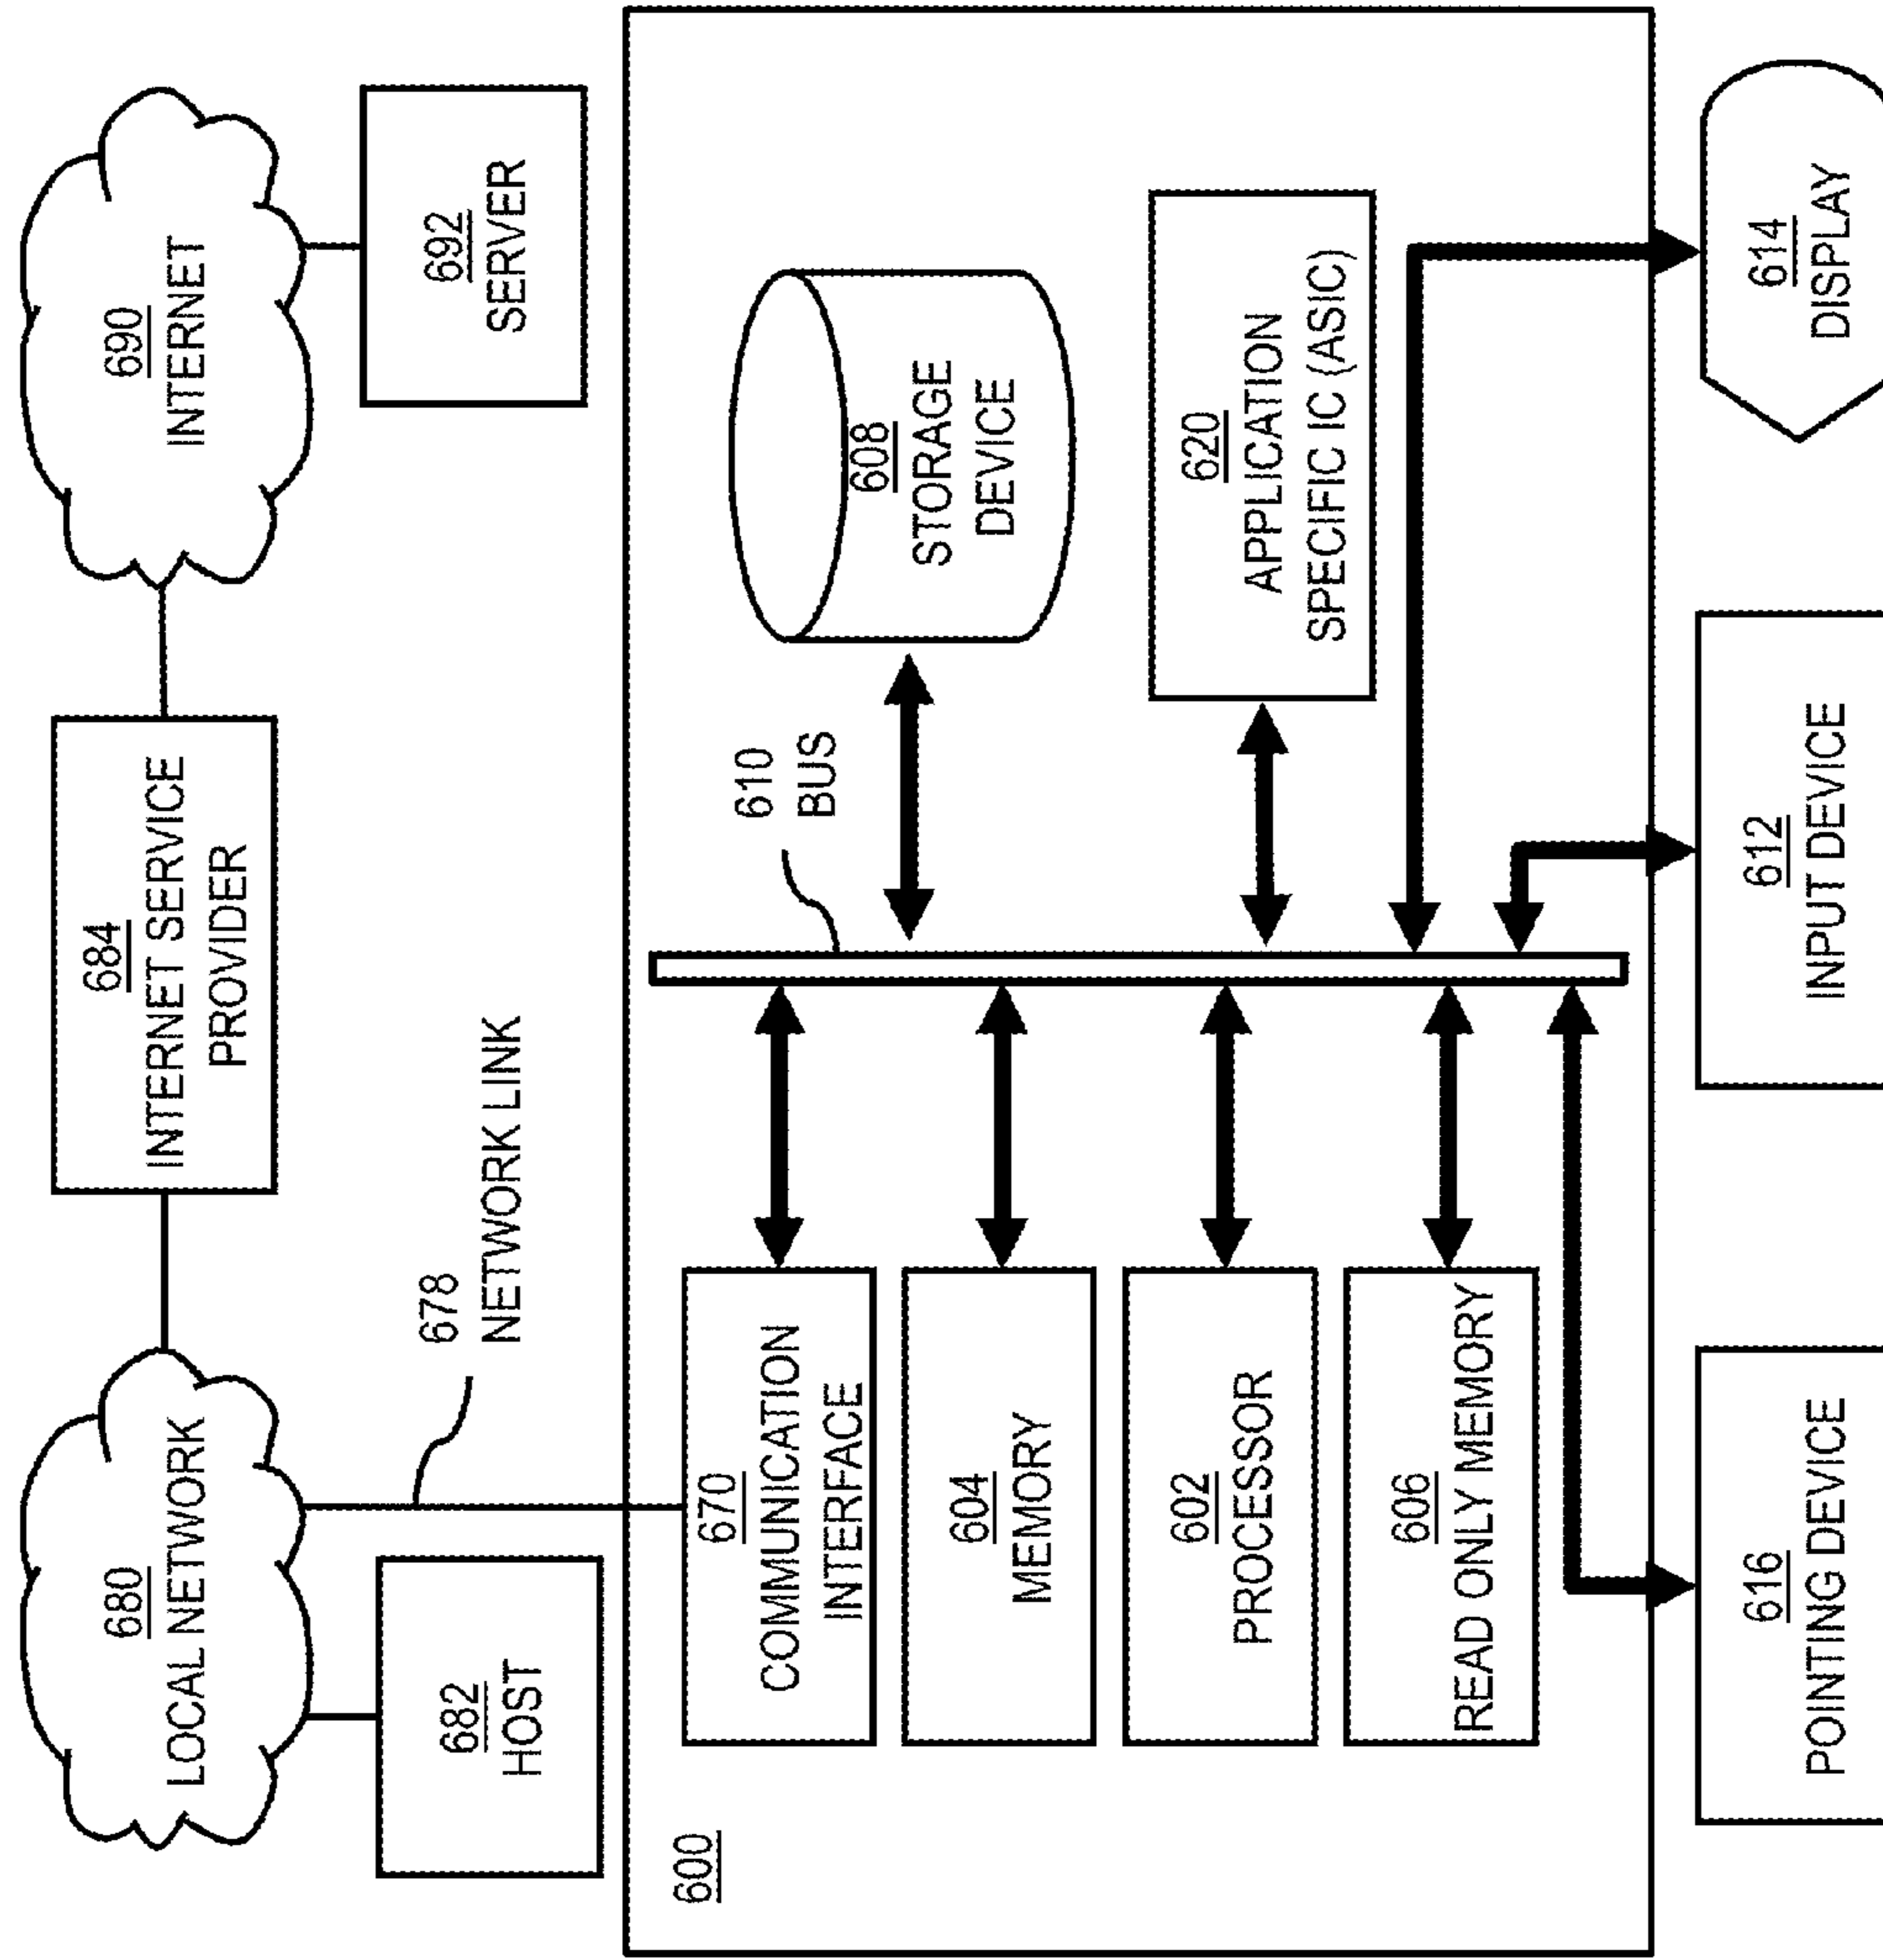 680
LOCAL NETWORK
684
INTERNET SERVICE
PROVIDER
690
INTERNET
682
HOST
678
NETWORK LINK
692
SERVER
600
670
COMMUNICATION
INTERFACE
610
BUS
608
STORAGE
DEVICE
604
MEMORY
602
PROCESSOR
620
APPLICATION
SPECIFIC IC (ASIC)
606
READ ONLY MEMORY
616
POINTING DEVICE
612
INPUT DEVICE
614
DISPLAY